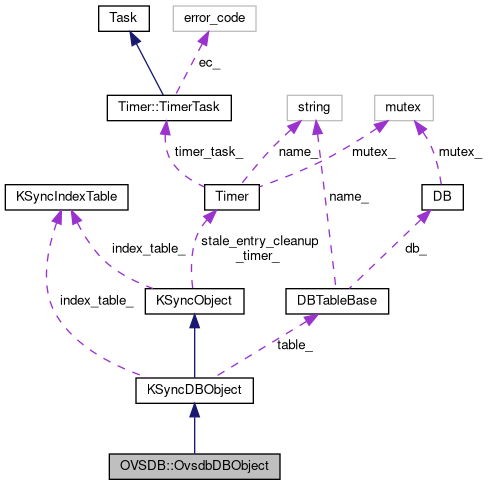 Task
error_code
ec_
Timer::TimerTask
string
mutex
timer_task_
name_
mutex_
mutex_
KSyncIndexTable
Timer
DB
name_
index_table_
stale_entry_cleanup
_timer_
db_
index_table_
KSyncObject
DBTableBase
table_
KSyncDBObject
OVSDB::OvsdbDBObject